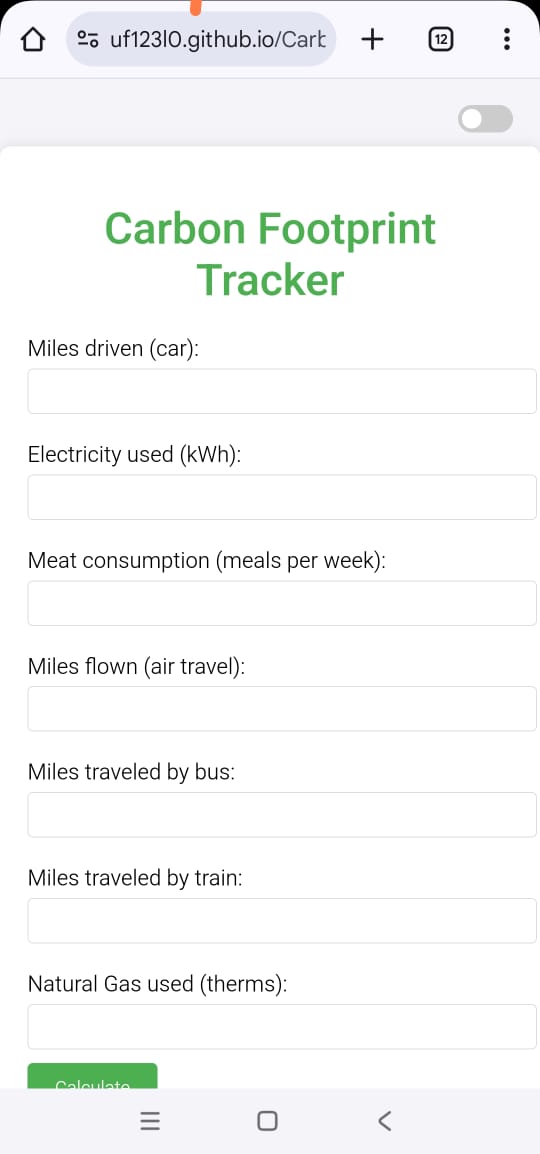 uf123l0.github.io/Carb
12
Carbon Footprint
Tracker
Miles driven (car):
Electricity used (kWh):
Meat consumption (meals per week):
Miles flown (air travel):
Miles traveled by bus:
Miles traveled by train:
Natural Gas used (therms):
Calculate